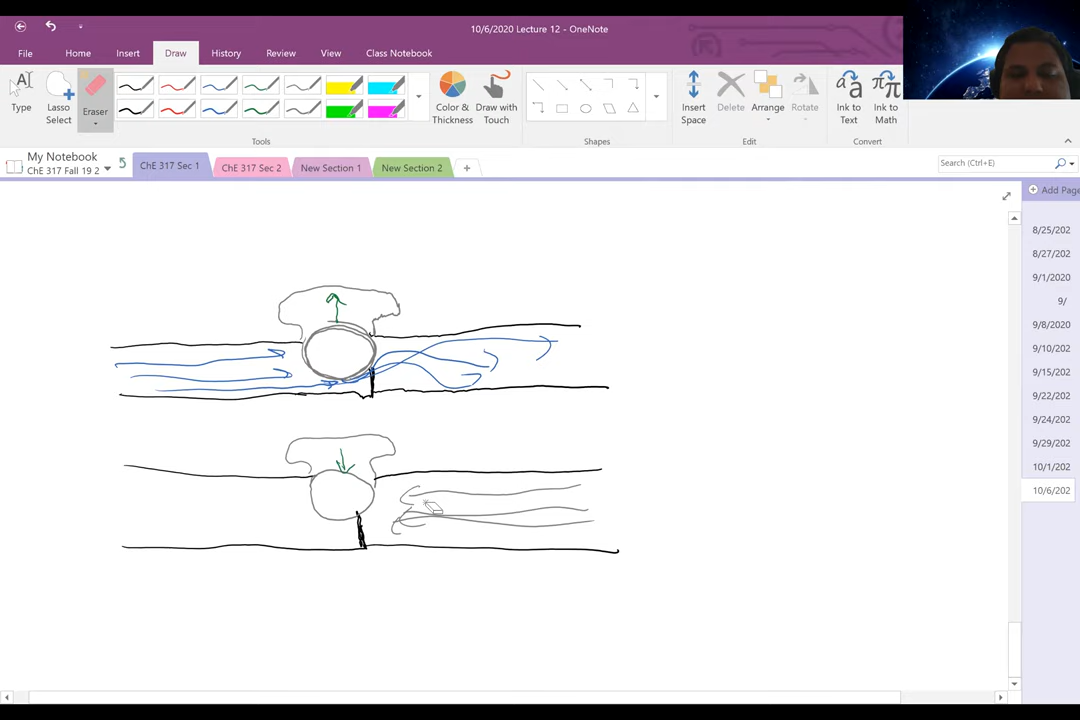 10/6/2020 Lecture 12 - OneNote
File Home Insert Draw History Review View Class Notebook
Type
Lasso Select
Eraser
Color & Thickness
Draw with Touch
Insert Space
Delete
Arrange
Rotate
Ink to Text
Ink to Math
Tools Shapes Edit Convert
My Notebook
ChE 317 Fall 19 2
ChE 317 Sec 1 ChE 317 Sec 2 New Section 1 New Section 2
Search (Ctrl+E)
Add Page
8/25/202
8/27/202
9/1/2020
9/
9/8/2020
9/10/202
9/15/202
9/22/202
9/24/202
9/29/202
10/1/202
10/6/202